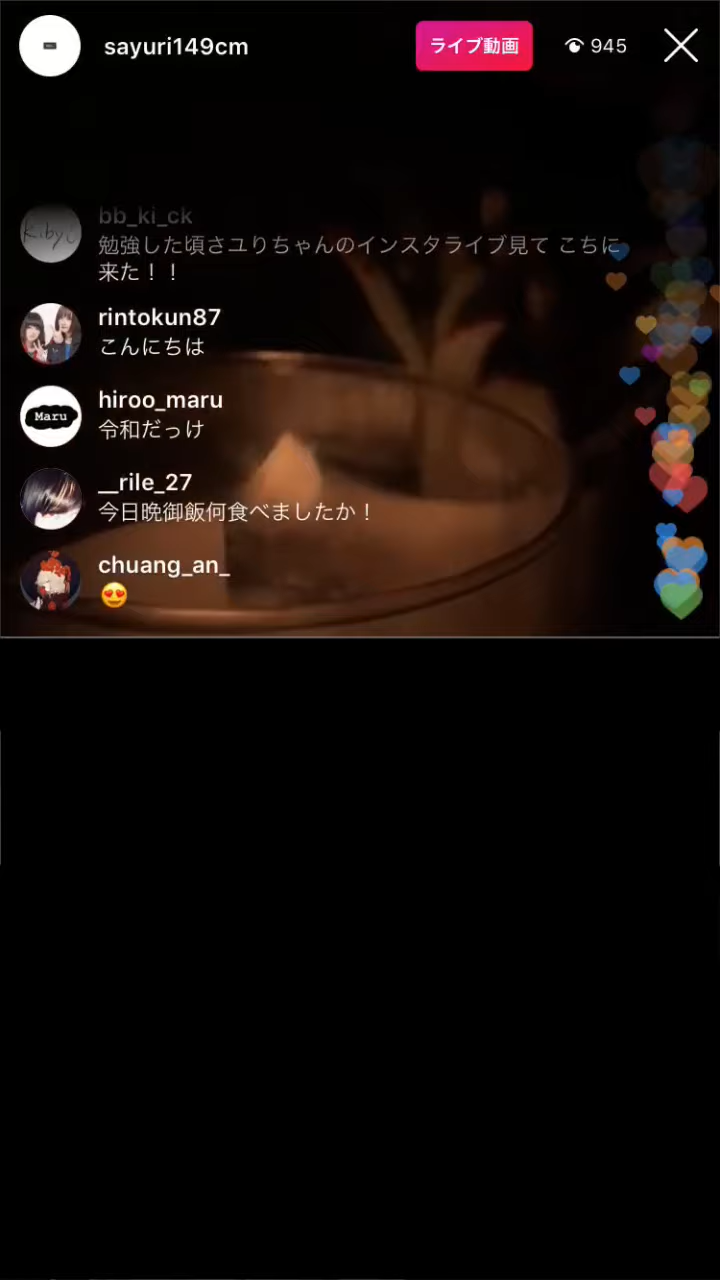 sayuri149cm
ライブ動画
945
bb_ki_ck
勉強した頃さユりちゃんのインスタライブ見て こちに
来た！！
rintokun87
こんにちは
hiroo_maru
Maru
令和だっけ
__rile_27
今日晩御飯何食べましたか！
chuang_an_